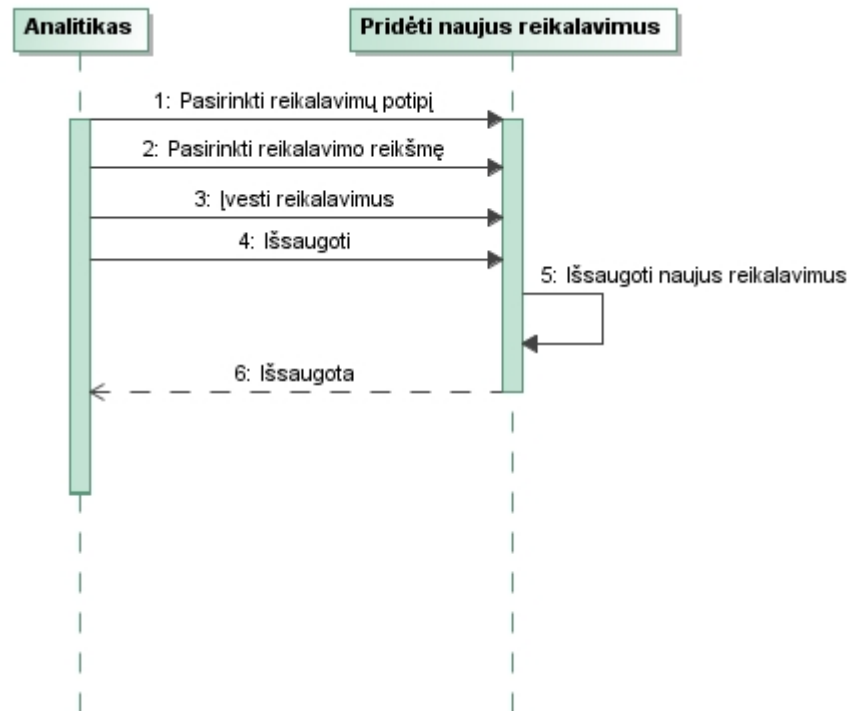 Analitikas
Pridėti naujus reikalavimus
1: Pasirinkti reikalavimų potipį
2: Pasirinkti reikalavimo reikšmę
3: Įvesti reikalavimus
4: Išsaugoti
5: Išsaugoti naujus reikalavimus
6: Išsaugota